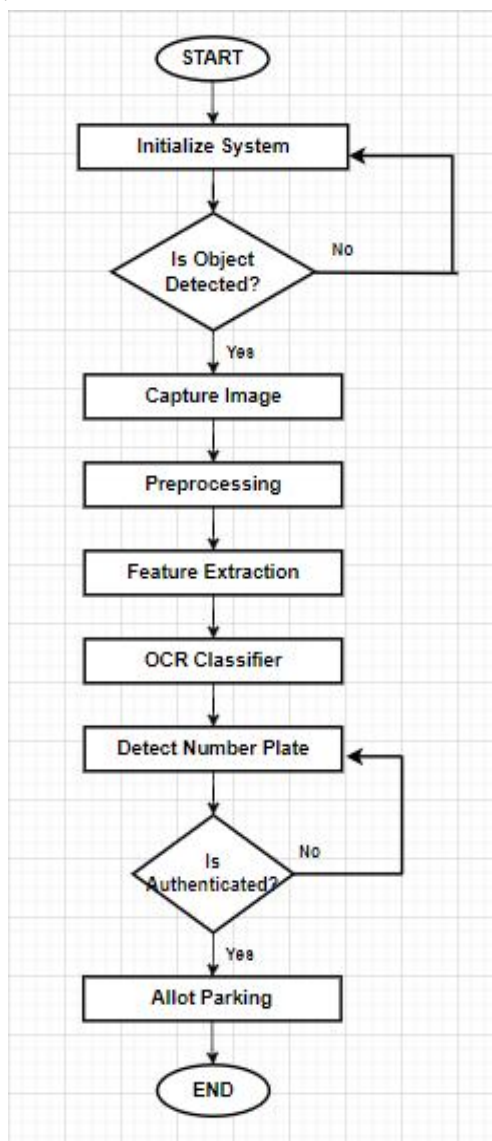 START
Initialize System
Is Object
Detected?
No
Yes
Capture Image
Preprocessing
Feature Extraction
OCR Classifier
Detect Number Plate
Is
Authenticated?
No
Yes
Allot Parking
END